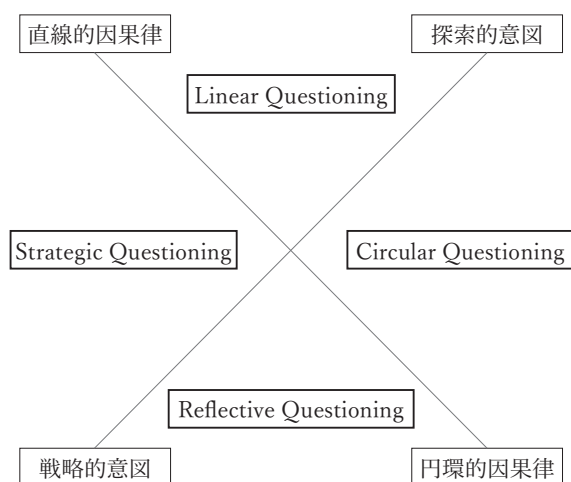 直線的因果律
探索的意図
Linear Questioning
Strategic Questioning
Circular Questioning
Reflective Questioning
戦略的意図
円環的因果律